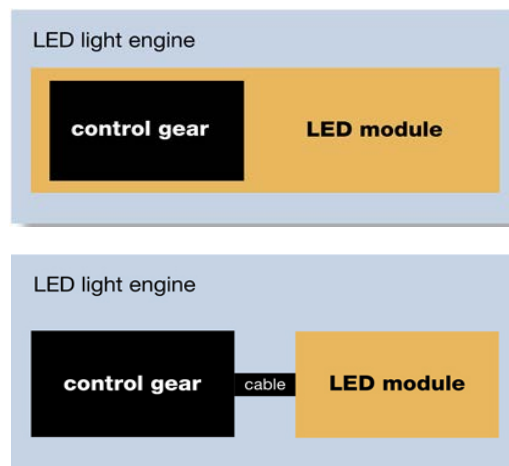 LED light engine
control gear LED module
LED light engine
control gear cable LED module